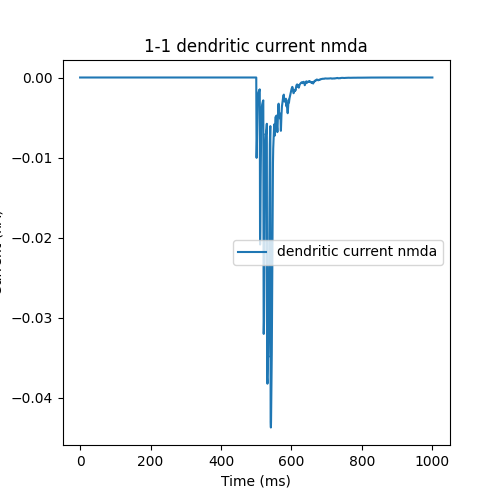 1-1 dendritic current nmda
0.00
−0.01
−0.02
−0.03
−0.04
dendritic current nmda
0 200 400 600 800 1000
Time (ms)